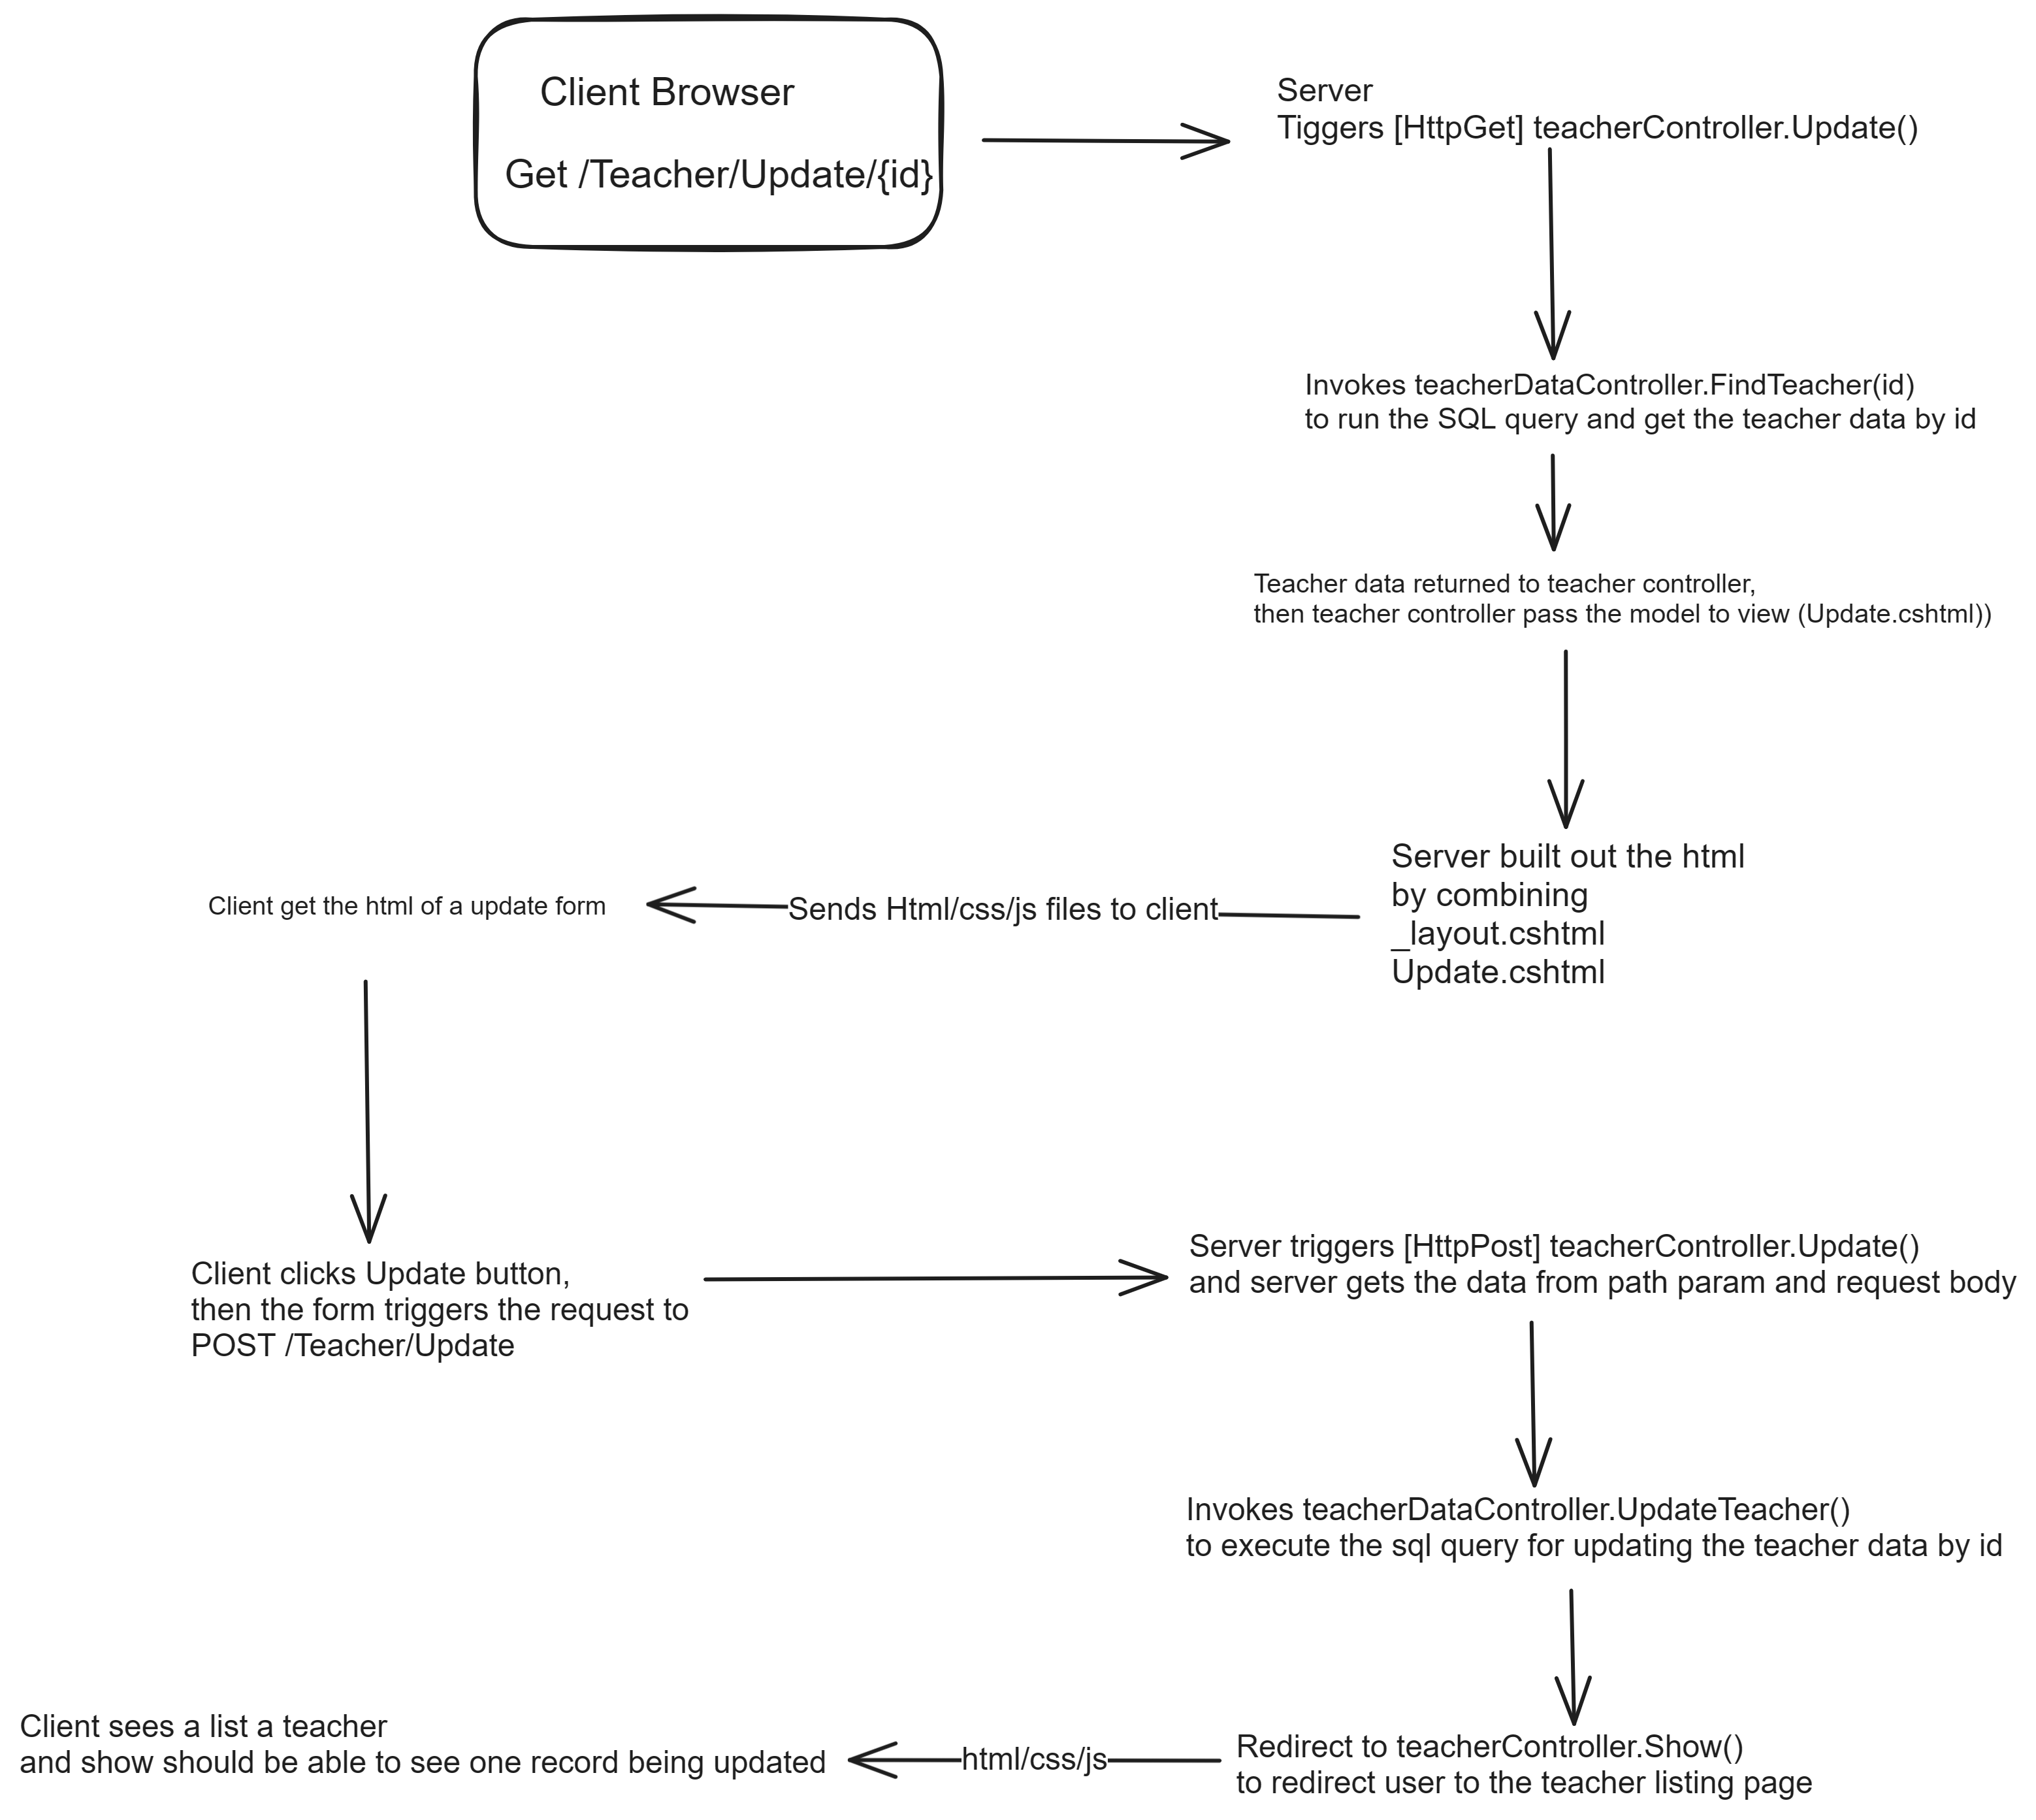 Client Browser
Get /Teacher/Update/{id}
Server
Tiggers [HttpGet] teacherController.Update()
Invokes teacherDataController.FindTeacher(id)
to run the SQL query and get the teacher data by id
Teacher data returned to teacher controller,
then teacher controller pass the model to view (Update.cshtml))
Server built out the html
by combining
_layout.cshtml
Update.cshtml
Sends Html/css/js files to client
Client get the html of a update form
Client clicks Update button,
then the form triggers the request to
POST /Teacher/Update
Server triggers [HttpPost] teacherController.Update()
and server gets the data from path param and request body
Invokes teacherDataController.UpdateTeacher()
to execute the sql query for updating the teacher data by id
Redirect to teacherController.Show()
to redirect user to the teacher listing page
html/css/js
Client sees a list a teacher
and show should be able to see one record being updated